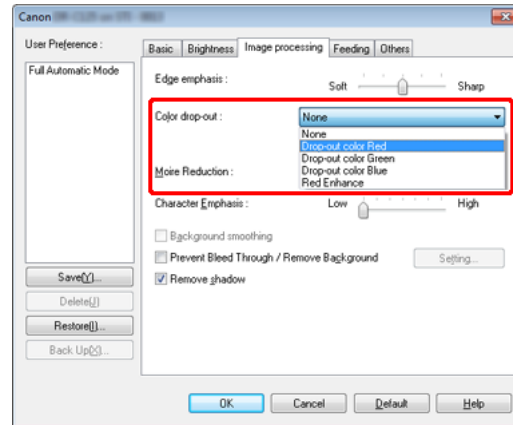 Canon
User Preference :
Full Automatic Mode
Save(Y)...
Delete(J)
Restore(I)...
Back Up(X)...
Basic Brightness Image processing Feeding Others
Edge emphasis : Soft Sharp
Color drop-out : None
None
Drop-out color Red
Drop-out color Green
Drop-out color Blue
Red Enhance
Moire Reduction :
Character Emphasis : Low High
Background smoothing
Prevent Bleed Through / Remove Background Setting...
Remove shadow
OK Cancel Default Help